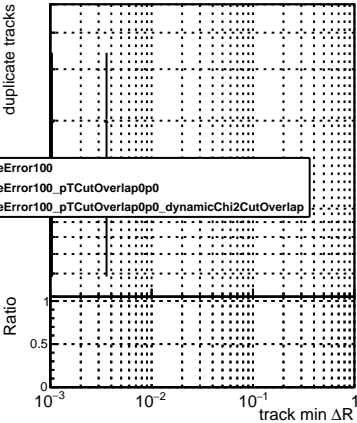 duplicate tracks
eError100
eError100_pTCutOverlap0p0
eError100_pTCutOverlap0p0_dynamicChi2CutOverlap
Ratio
1
0.5
0
10⁻³ 10⁻² 10⁻¹ 1
track min ΔR